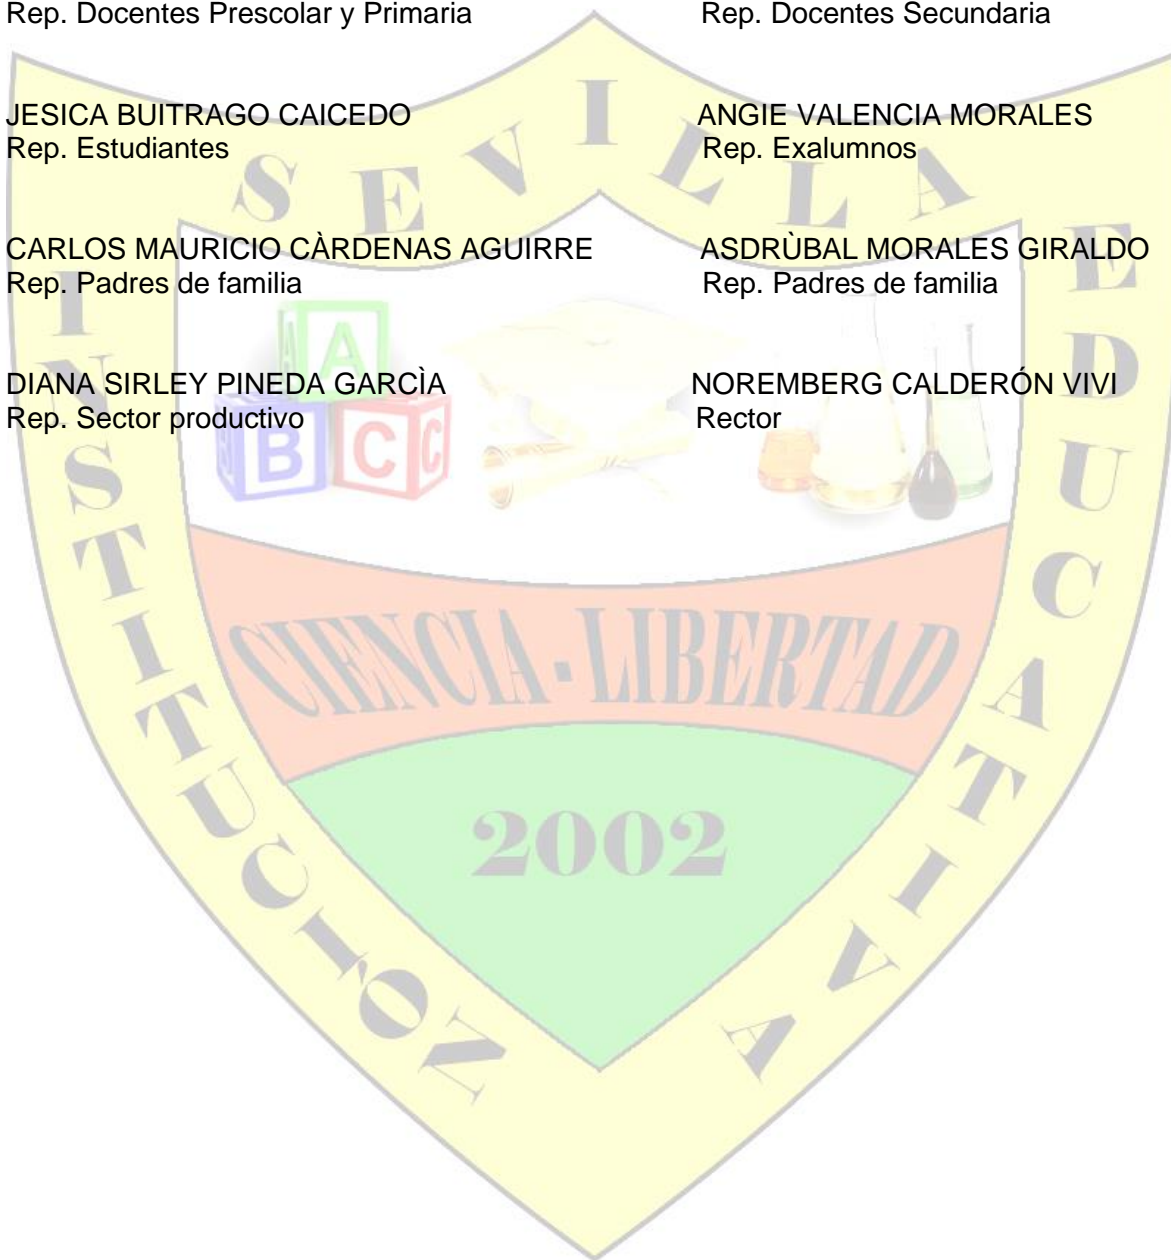 Rep. Docentes Prescolar y Primaria Rep. Docentes Secundaria
JESICA BUITRAGO CAICEDO ANGIE VALENCIA MORALES
Rep. Estudiantes Rep. Exalumnos
CARLOS MAURICIO CÀRDENAS AGUIRRE ASDRÙBAL MORALES GIRALDO
Rep. Padres de familia Rep. Padres de familia
DIANA SIRLEY PINEDA GARCÌA NOREMBERG CALDERÓN VIVI
Rep. Sector productivo Rector
INSTITUCIÓN EDUCATIVA
SEVILLA
A A
B C C
CIENCIA - LIBERTAD
2002